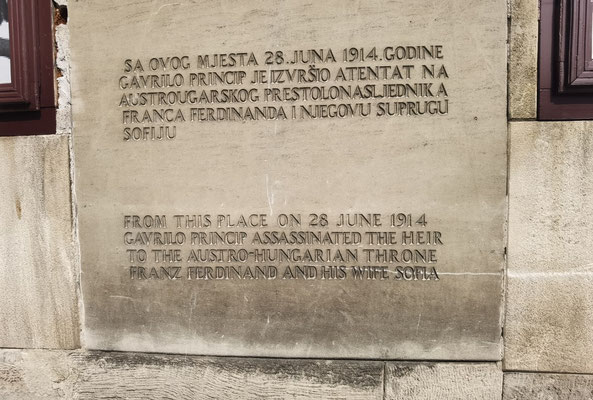 SA OVOG MJESTA 28. JUNA 1914. GODINE
GAVRILO PRINCIP JE IZVRŠIO ATENTAT NA
AUSTROUGARSKOG PRESTOLONASLJEDNIKA
FRANCA FERDINANDA I NJEGOVU SUPRUGU
SOFIJU
FROM THIS PLACE ON 28 JUNE 1914
GAVRILO PRINCIP ASSASSINATED THE HEIR
TO THE AUSTRO-HUNGARIAN THRONE
FRANZ FERDINAND AND HIS WIFE SOFIA